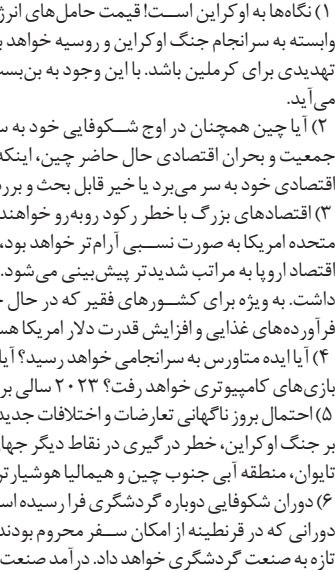 ۱) نگاه‌ها به اوکراین اســت! قیمت حامل‌های انرژ
وابسته به سرانجام جنگ اوکراین و روسیه خواهد ب
تهدیدی برای کرملین باشد. با این وجود به بن‌بست
می‌آید.
۲) آیا چین همچنان در اوج شــکوفایی خود به س
جمعیت و بحران اقتصادی حال حاضر چین، اینکه
اقتصادی خود به سر می‌برد یا خیر قابل بحث و برر
۳) اقتصادهای بزرگ با خطر رکود روبه‌رو خواهند
متحده امریکا به صورت نســبی آرام‌تر خواهد بود،
اقتصاد اروپا به مراتب شدیدتر پیش‌بینی می‌شود.
داشت. به ویژه برای کشــورهای فقیر که در حال ح
فرآورده‌های غذایی و افزایش قدرت دلار امریکا هس
۴) آیا ایده متاورس به سرانجامی خواهد رسید؟ آیا
بازی‌های کامپیوتری خواهد رفت؟ ۲۰۲۳ سالی بر
۵) احتمال بروز ناگهانی تعارضات و اختلافات جدید
بر جنگ اوکراین، خطر درگیری در نقاط دیگر جها
تایوان، منطقه آبی جنوب چین و هیمالیا هوشیارتر
۶) دوران شکوفایی دوباره گردشگری فرا رسیده اس
دورانی که در قرنطینه از امکان ســفر محروم بودند
تازه به صنعت گردشگری خواهد داد. درآمد صنعت